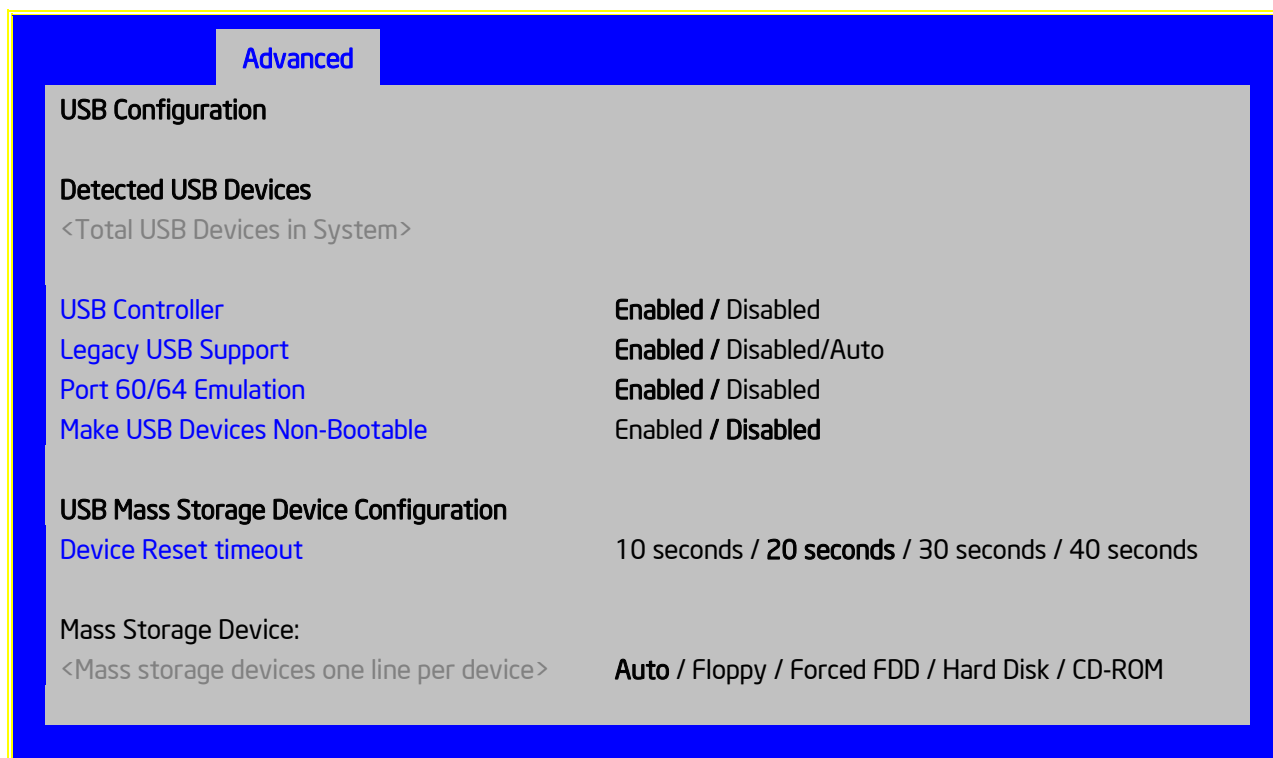 Advanced
USB Configuration
Detected USB Devices
<Total USB Devices in System>
USB Controller Enabled / Disabled
Legacy USB Support Enabled / Disabled/Auto
Port 60/64 Emulation Enabled / Disabled
Make USB Devices Non-Bootable Enabled / Disabled
USB Mass Storage Device Configuration
Device Reset timeout 10 seconds / 20 seconds / 30 seconds / 40 seconds
Mass Storage Device:
<Mass storage devices one line per device> Auto / Floppy / Forced FDD / Hard Disk / CD-ROM